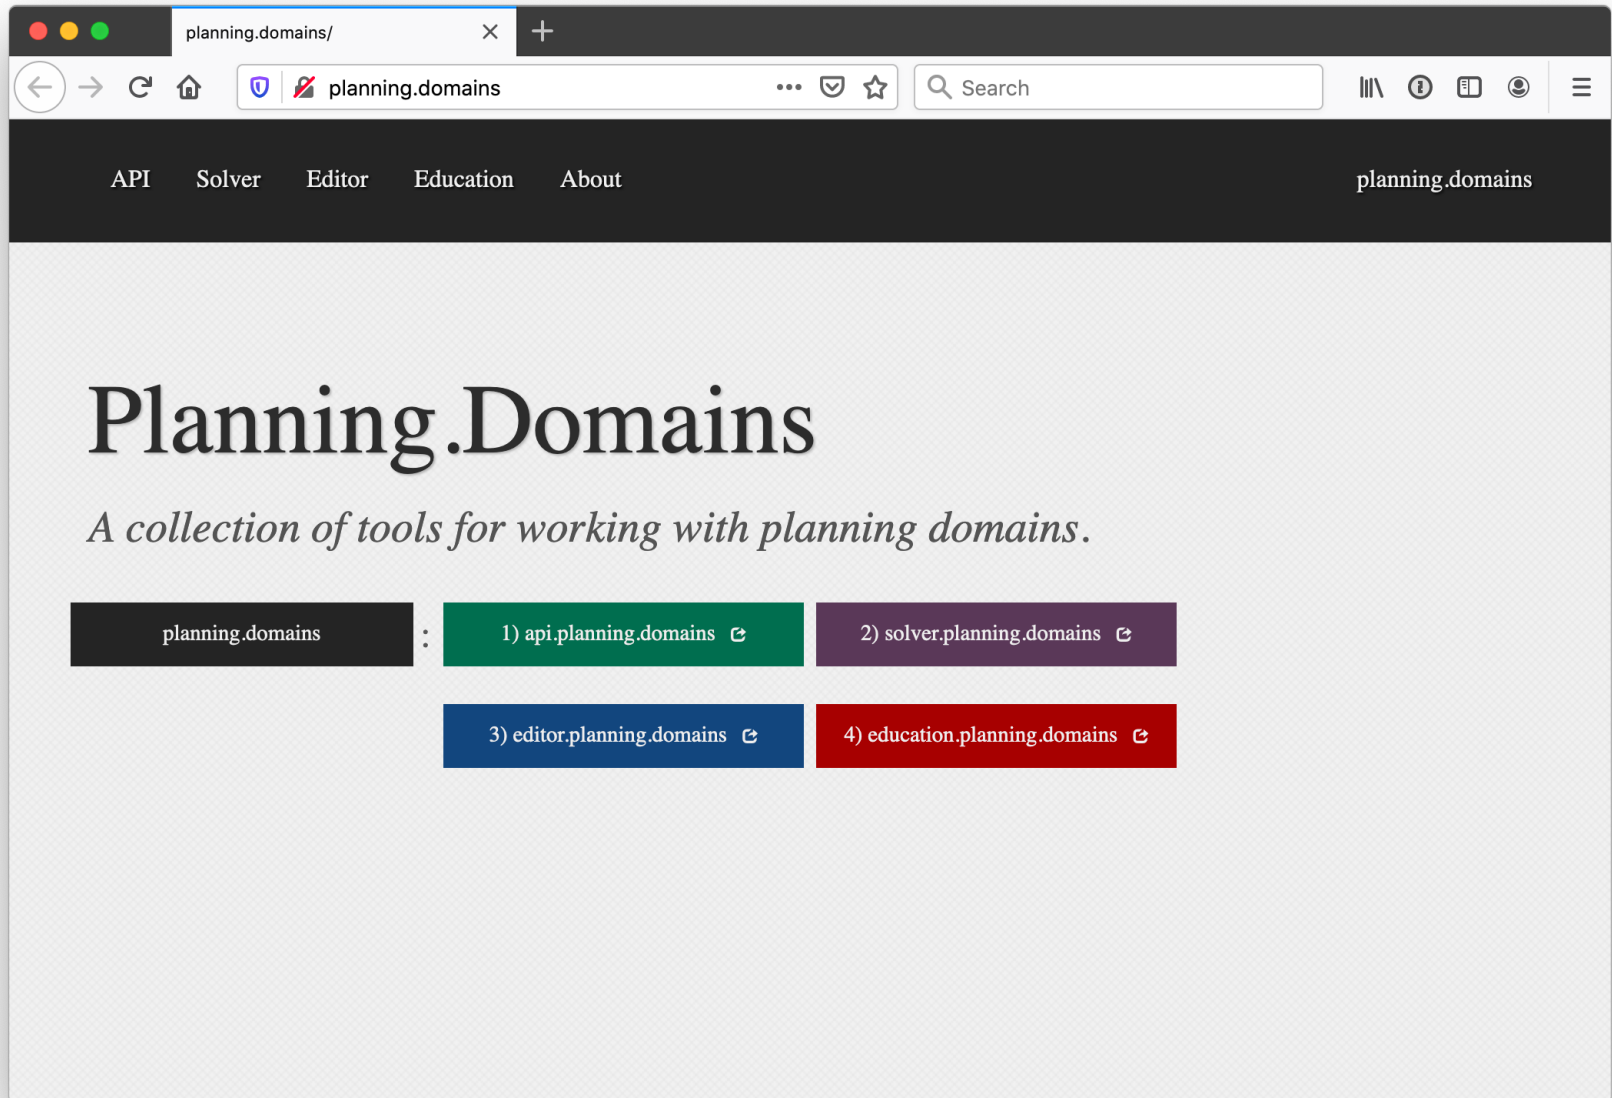 planning.domains/
planning.domains
Search
API Solver Editor Education About planning.domains
Planning.Domains
A collection of tools for working with planning domains.
planning.domains : 1) api.planning.domains 2) solver.planning.domains
3) editor.planning.domains 4) education.planning.domains